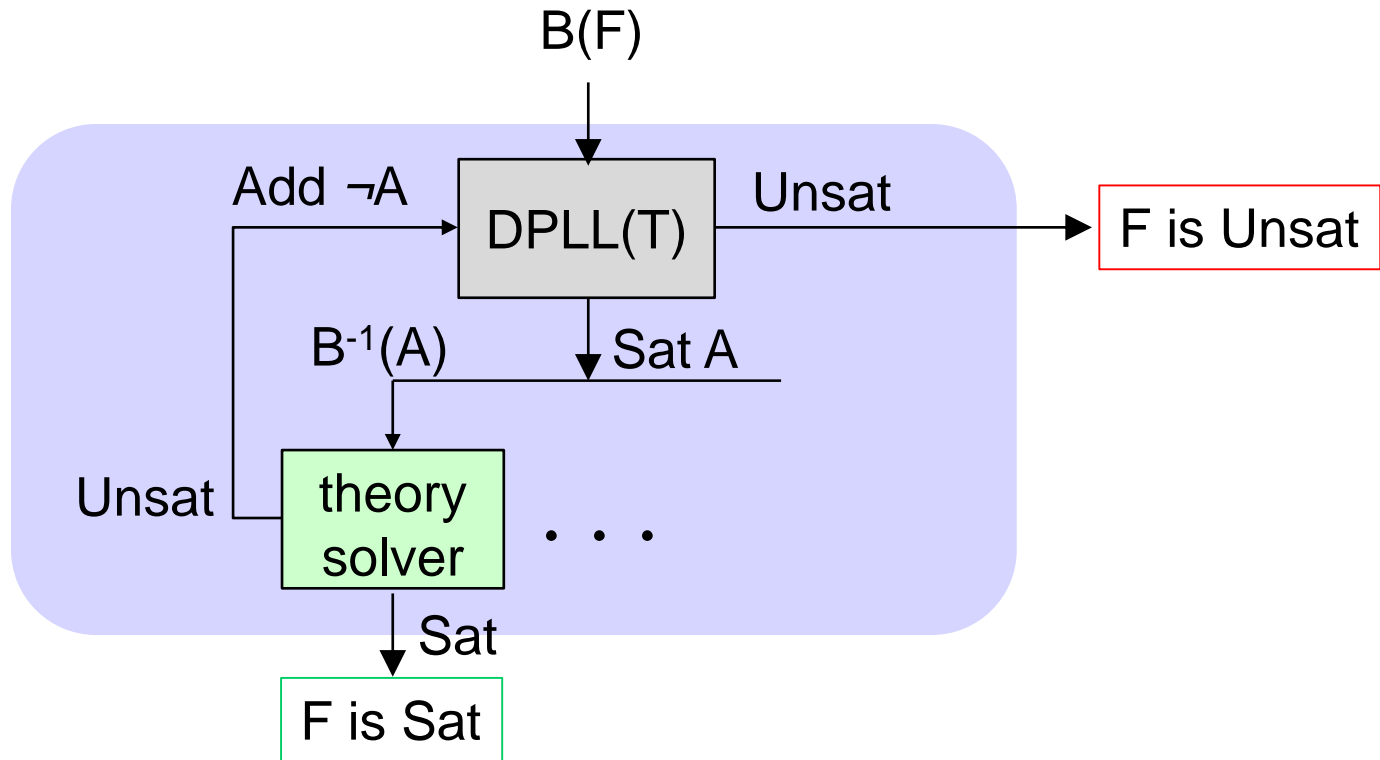 B(F)
Add ¬A
DPLL(T)
Unsat
F is Unsat
B⁻¹(A)
Sat A
Unsat
theory
solver
. . .
Sat
F is Sat